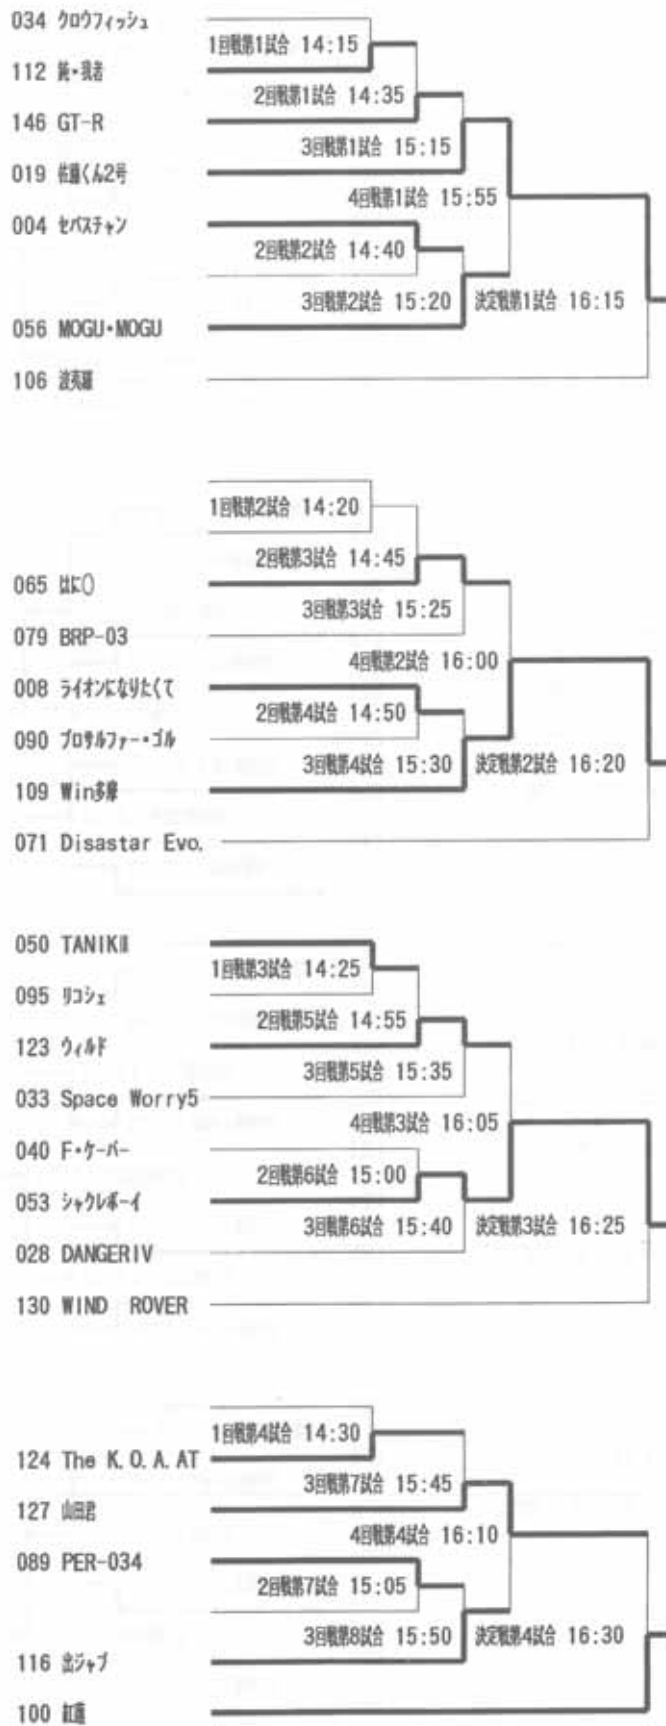 034 クロウフィッシュ
1回戦第1試合 14:15
112 鈍・我者
2回戦第1試合 14:35
146 GT-R
3回戦第1試合 15:15
019 佐藤くん2号
4回戦第1試合 15:55
004 セバスチャン
2回戦第2試合 14:40
3回戦第2試合 15:20 決定戦第1試合 16:15
056 MOGU・MOGU
106
1回戦第2試合 14:20
2回戦第3試合 14:45
065 はに〇
3回戦第3試合 15:25
079 BRP-03
4回戦第2試合 16:00
008 ライオンになりたくて
2回戦第4試合 14:50
090 プロサルファー・ゴル
3回戦第4試合 15:30 決定戦第2試合 16:20
109 Win多摩
071 Disastar Evo.
050 TANIKⅢ
1回戦第3試合 14:25
095 リコシェ
2回戦第5試合 14:55
123 ウィルド
3回戦第5試合 15:35
033 Space Worry5
4回戦第3試合 16:05
040 F・ケーパー
2回戦第6試合 15:00
053 シャクレボーイ
3回戦第6試合 15:40 決定戦第3試合 16:25
028 DANGERIV
130 WIND ROVER
1回戦第4試合 14:30
124 The K.O.A.AT
3回戦第7試合 15:45
127 山田君
4回戦第4試合 16:10
089 PER-034
2回戦第7試合 15:05
3回戦第8試合 15:50 決定戦第4試合 16:30
116 出ジャブ
100 紅蓮